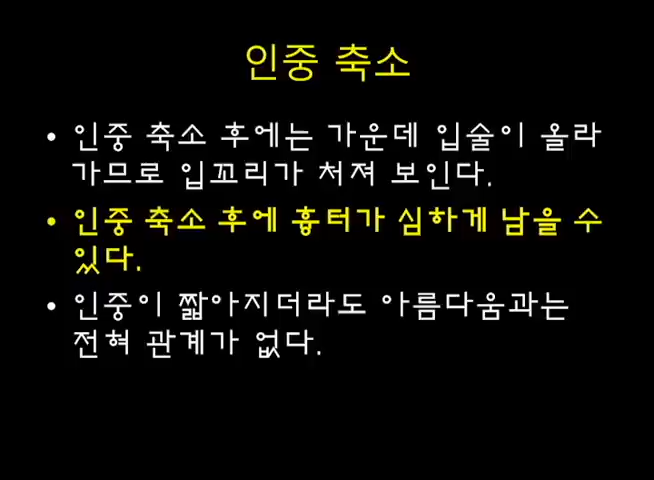 인중 축소
• 인중 축소 후에는 가운데 입술이 올라
가므로 입꼬리가 처져 보인다.
• 인중 축소 후에 흉터가 심하게 남을 수
있다.
• 인중이 짧아지더라도 아름다움과는
전혀 관계가 없다.